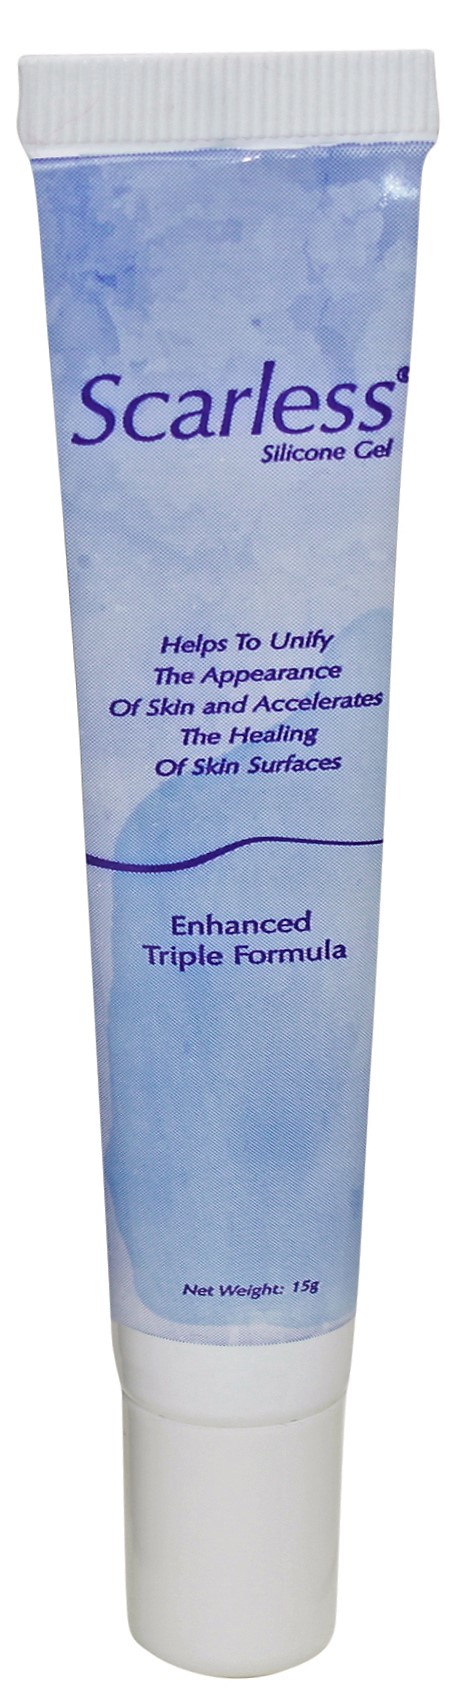 Scarless®
Silicone Gel
Helps To Unify
The Appearance
Of Skin and Accelerates
The Healing
Of Skin Surfaces
Enhanced
Triple Formula
Net Weight: 15g